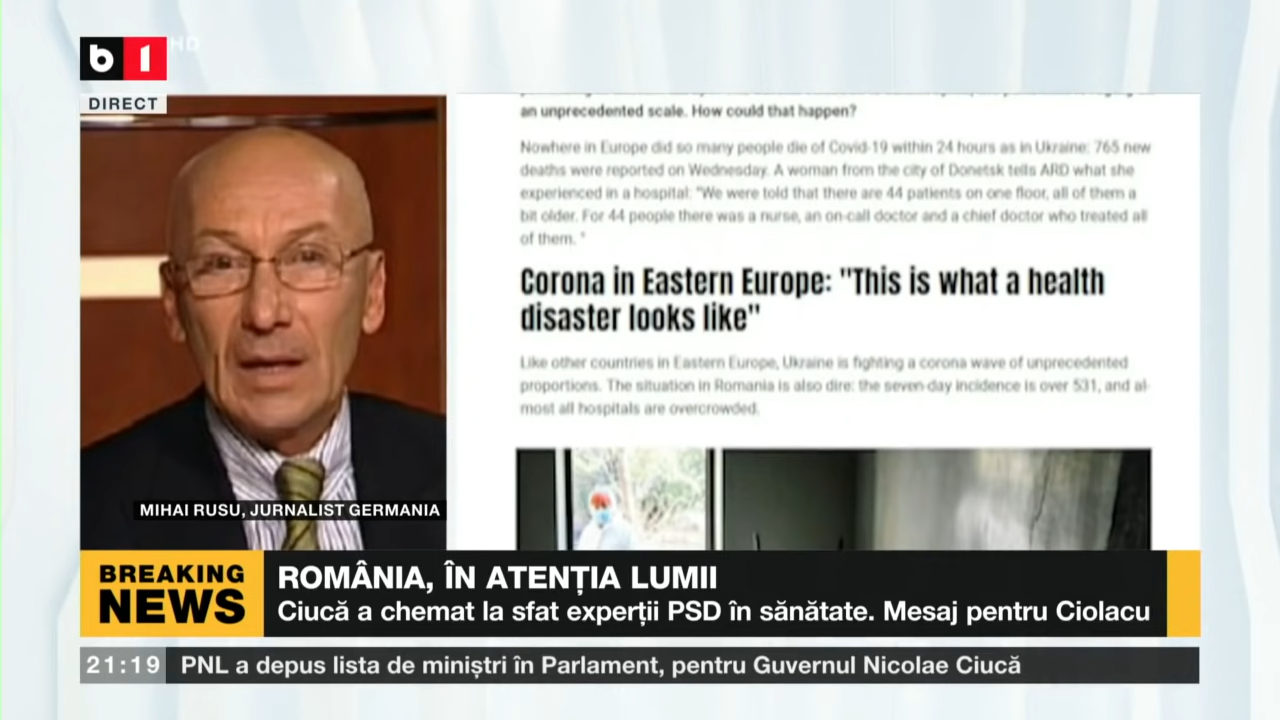 b1
HD
DIRECT
an unprecedented scale. How could that happen?
Nowhere in Europe did so many people die of Covid-19 within 24 hours as in Ukraine: 765 new
deaths were reported on Wednesday. A woman from the city of Donetsk tells ARD what she
experienced in a hospital: "We were told that there are 44 patients on one floor, all of them a
bit older. For 44 people there was a nurse, an on-call doctor and a chief doctor who treated all
of them. "
Corona in Eastern Europe: "This is what a health
disaster looks like"
Like other countries in Eastern Europe, Ukraine is fighting a corona wave of unprecedented
proportions. The situation in Romania is also dire: the seven-day incidence is over 531, and al-
most all hospitals are overcrowded.
MIHAI RUSU, JURNALIST GERMANIA
BREAKING
NEWS
ROMÂNIA, ÎN ATENȚIA LUMII
Ciucă a chemat la sfat experții PSD în sănătate. Mesaj pentru Ciolacu
21:19 PNL a depus lista de miniștri în Parlament, pentru Guvernul Nicolae Ciucă